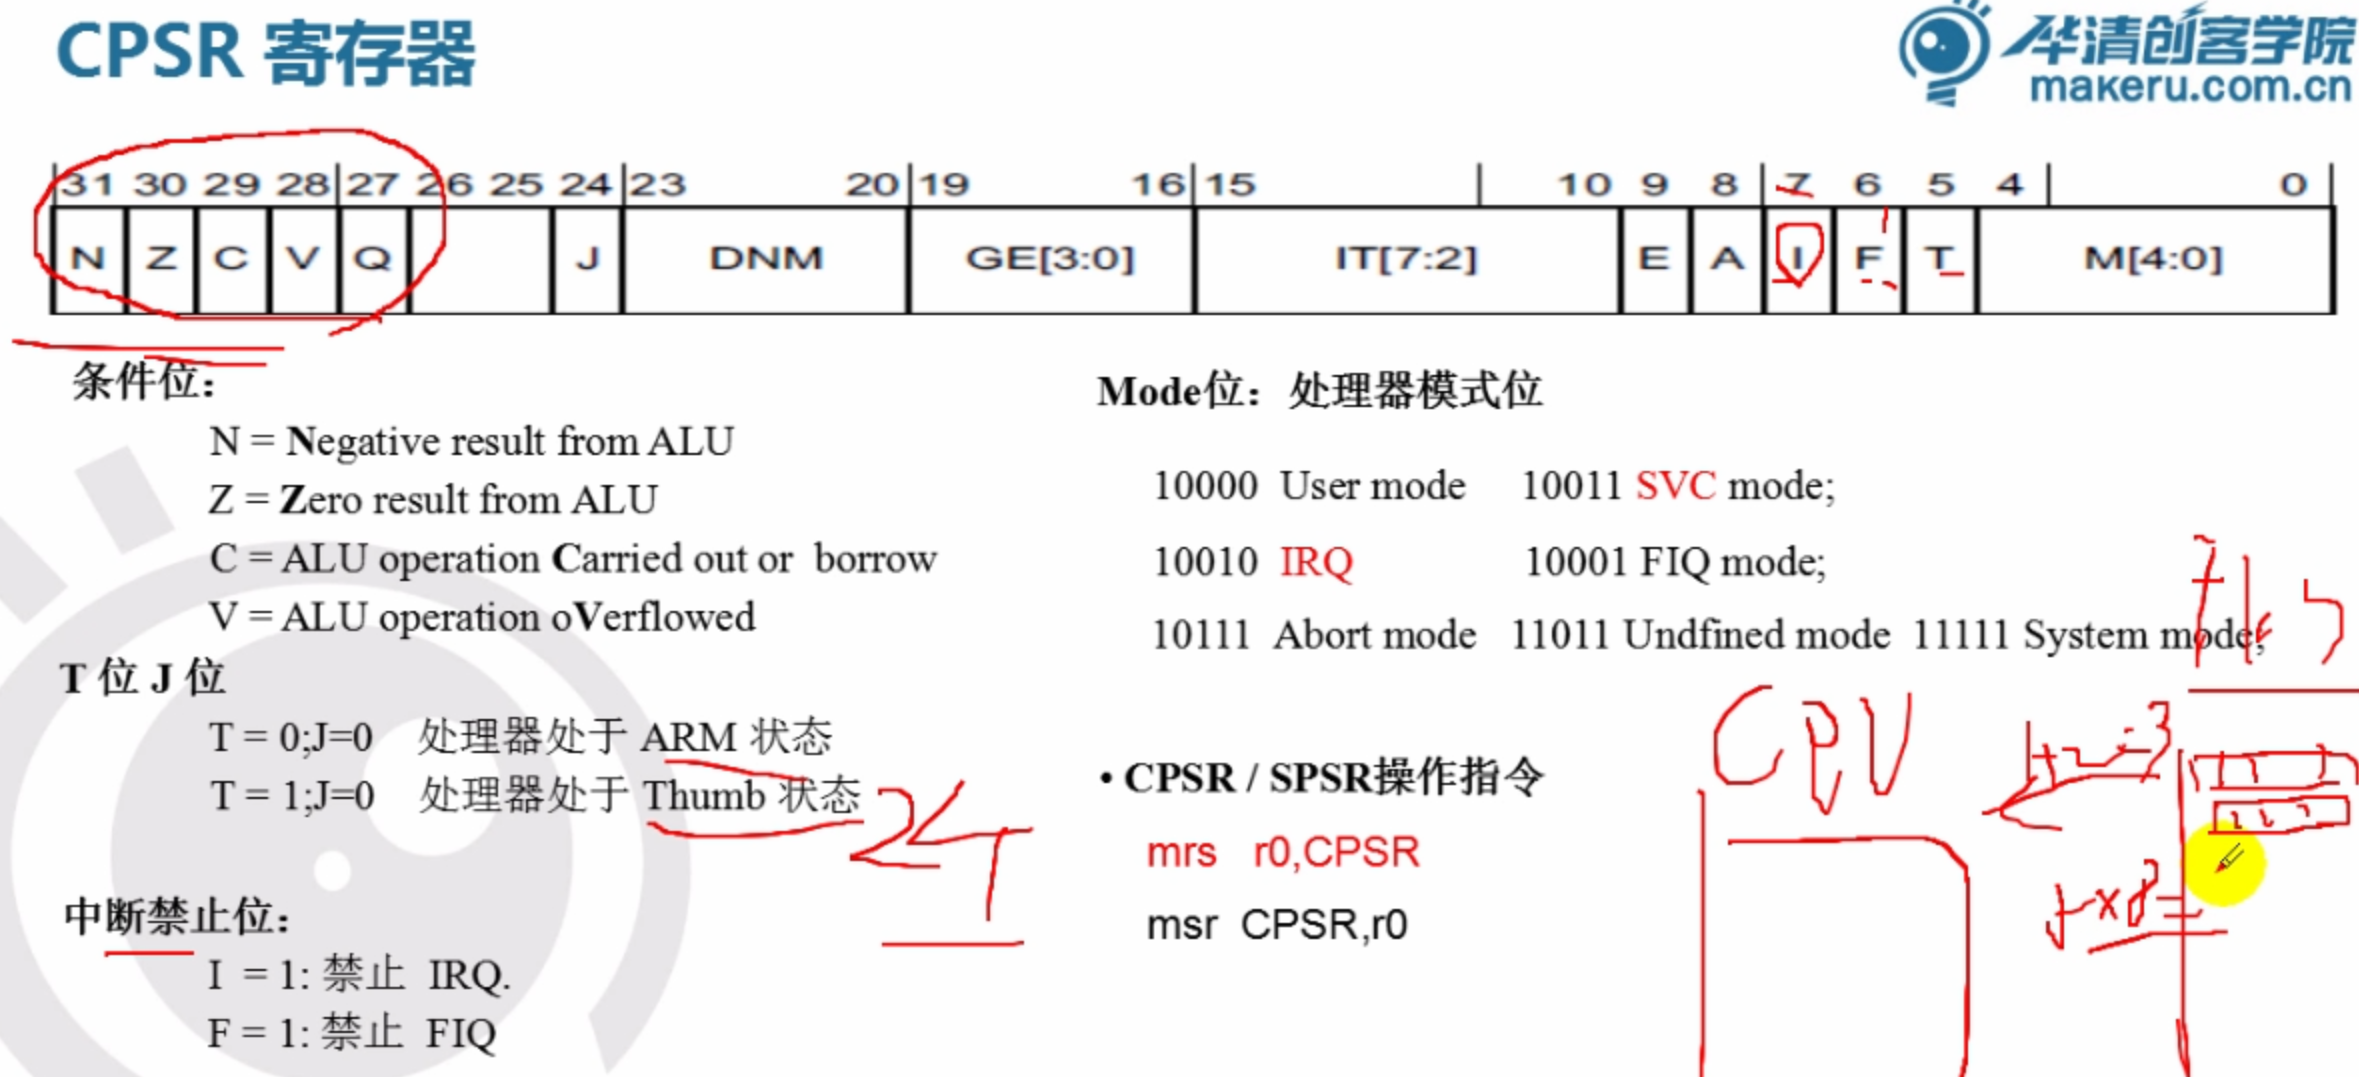 CPSR 寄存器
华清创客学院
makeru.com.cn
31 30 29 28 27 26 25 24 23 20 19 16 15 10 9 8 7 6 5 4 0
N Z C V Q J DNM GE[3:0] IT[7:2] E A I F T M[4:0]
条件位：
N = Negative result from ALU
Z = Zero result from ALU
C = ALU operation Carried out or borrow
V = ALU operation oVerflowed
T 位 J 位
T = 0;J=0 处理器处于 ARM 状态
T = 1;J=0 处理器处于 Thumb 状态
中断禁止位：
I = 1: 禁止 IRQ.
F = 1: 禁止 FIQ
Mode位：处理器模式位
10000 User mode 10011 SVC mode;
10010 IRQ 10001 FIQ mode;
10111 Abort mode 11011 Undfined mode 11111 System mode;
• CPSR / SPSR操作指令
mrs r0,CPSR
msr CPSR,r0
CPU